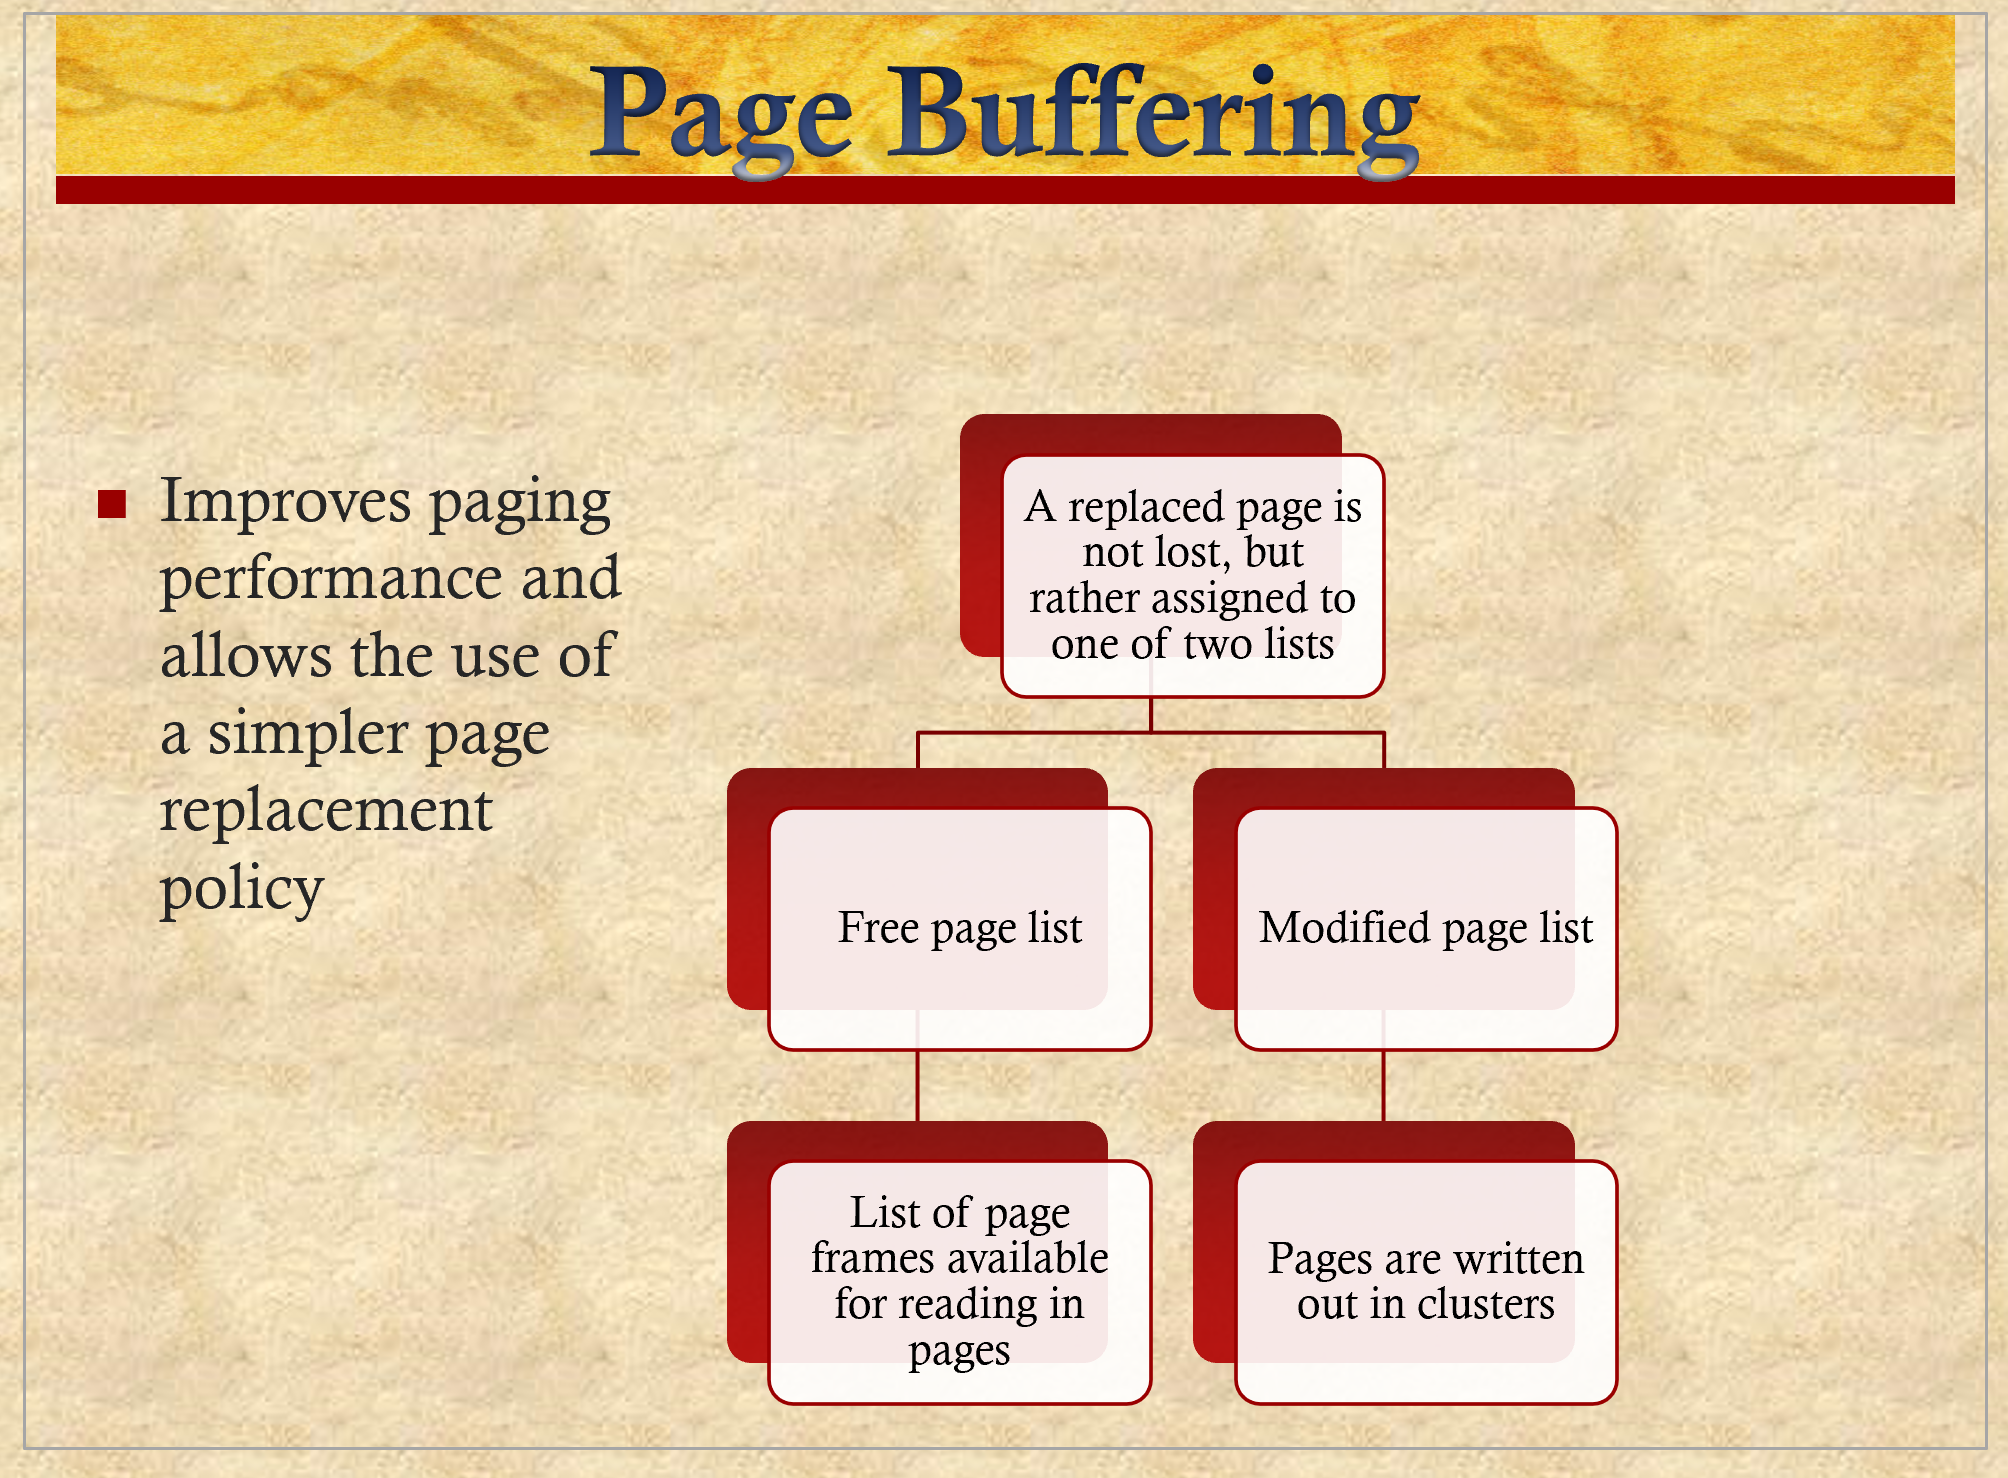 Page Buffering
Improves paging
performance and
allows the use of
a simpler page
replacement
policy
A replaced page is
not lost, but
rather assigned to
one of two lists
Free page list
Modified page list
List of page
frames available
for reading in
pages
Pages are written
out in clusters